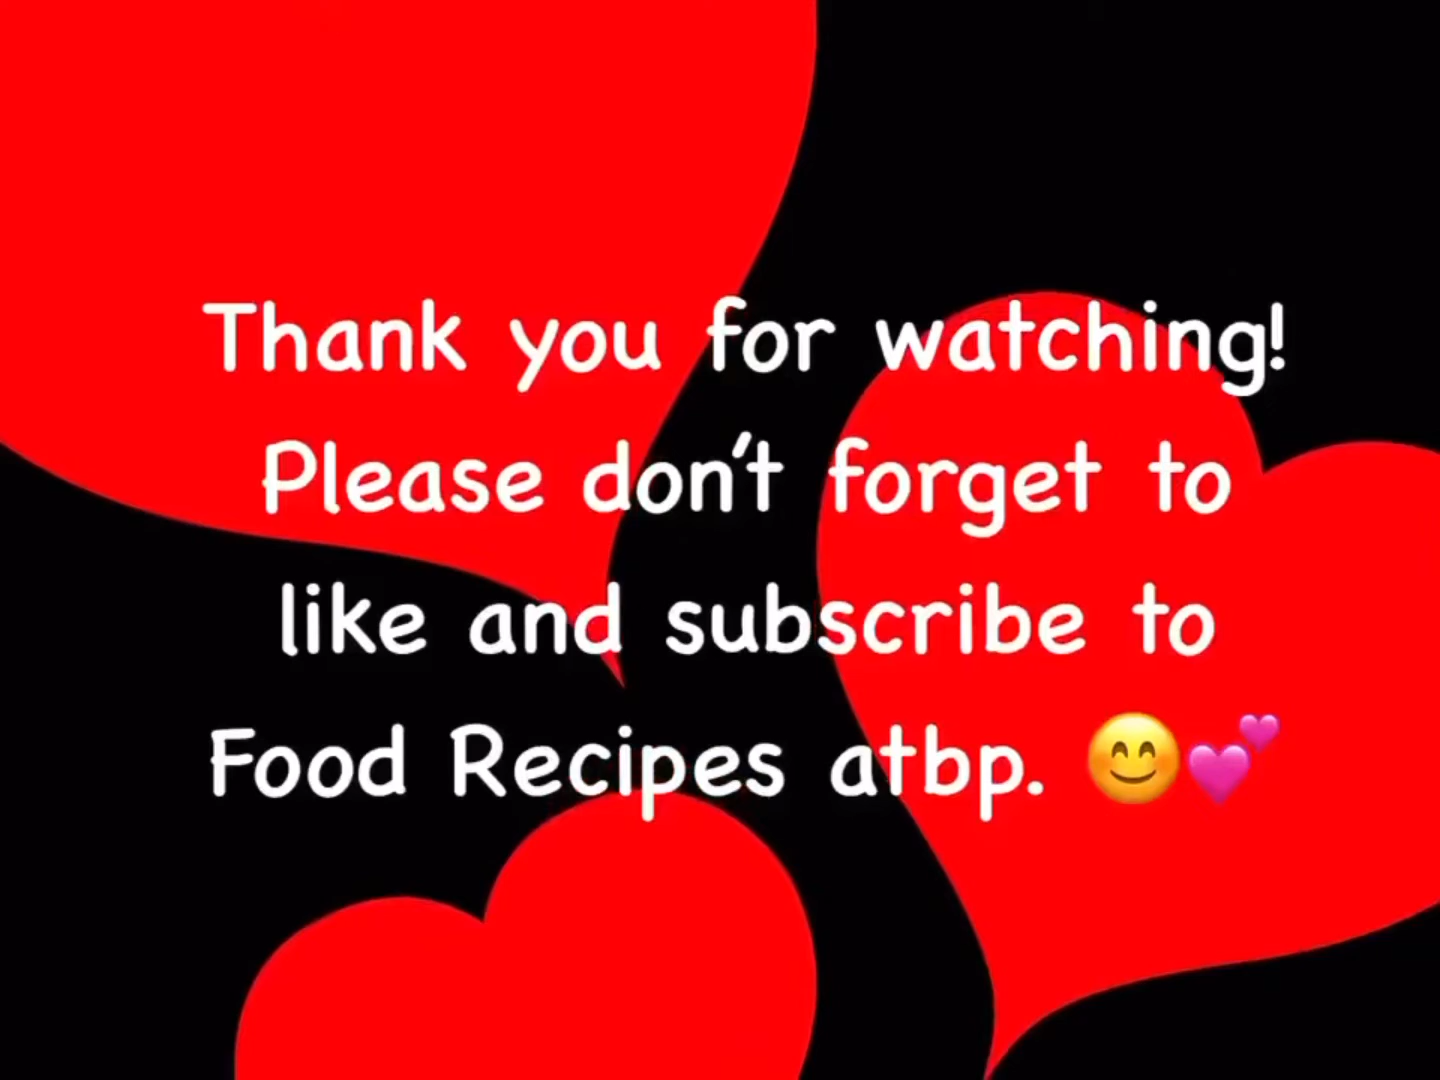 Thank you for watching!
Please don't forget to
like and subscribe to
Food Recipes atbp. 😊💕